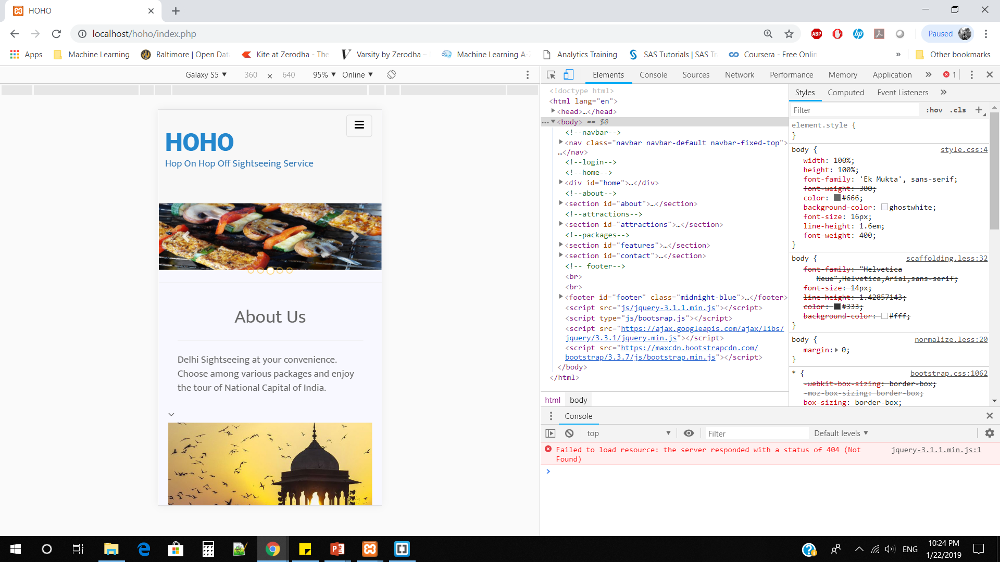 HOHO
localhost/hoho/index.php
ABP
hp
Paused
Apps
Machine Learning
Baltimore | Open Dat
Kite at Zerodha - The
Varsity by Zerodha –
Machine Learning A-Z
Analytics Training
SAS Tutorials | SAS Tr
Coursera - Free Onlin
»
Other bookmarks
Galaxy S5 ▼ 360 × 640 95% ▼ Online ▼
HOHO
Hop On Hop Off Sightseeing Service
About Us
Delhi Sightseeing at your convenience.
Choose among various packages and enjoy
the tour of National Capital of India.
Elements Console Sources Network Performance Memory Application » 1
<!doctype html>
<html lang="en">
<head>…</head>
…<body> == $0
<!--navbar-->
<nav class="navbar navbar-default navbar-fixed-top">
…</nav>
<!--login-->
<!--home-->
<div id="home">…</div>
<!--about-->
<section id="about">…</section>
<!--attractions-->
<section id="attractions">…</section>
<!--packages-->
<section id="features">…</section>
<section id="contact">…</section>
<!-- footer-->
<br>
<br>
<footer id="footer" class="midnight-blue">…</footer>
<script src="js/jquery-3.1.1.min.js"></script>
<script type="js/bootsrap.js"></script>
<script src="https://ajax.googleapis.com/ajax/libs/
jquery/3.3.1/jquery.min.js"></script>
<script src="https://maxcdn.bootstrapcdn.com/
bootstrap/3.3.7/js/bootstrap.min.js"></script>
</body>
</html>
html body
Styles Computed Event Listeners »
Filter :hov .cls +
element.style {
}
body { style.css:4
width: 100%;
height: 100%;
font-family: 'Ek Mukta', sans-serif;
font-weight: 300;
color: #666;
background-color: ghostwhite;
font-size: 16px;
line-height: 1.6em;
font-weight: 400;
}
body { scaffolding.less:32
font-family: "Helvetica
Neue",Helvetica,Arial,sans-serif;
font-size: 14px;
line-height: 1.42857143;
color: #333;
background-color: #fff;
}
body { normalize.less:20
margin: 0;
}
* { bootstrap.css:1062
-webkit-box-sizing: border-box;
-moz-box-sizing: border-box;
box-sizing: border-box;
Console
top ▼ Filter Default levels ▼
Failed to load resource: the server responded with a status of 404 (Not jquery-3.1.1.min.js:1
Found)
>
ENG
10:24 PM
1/22/2019